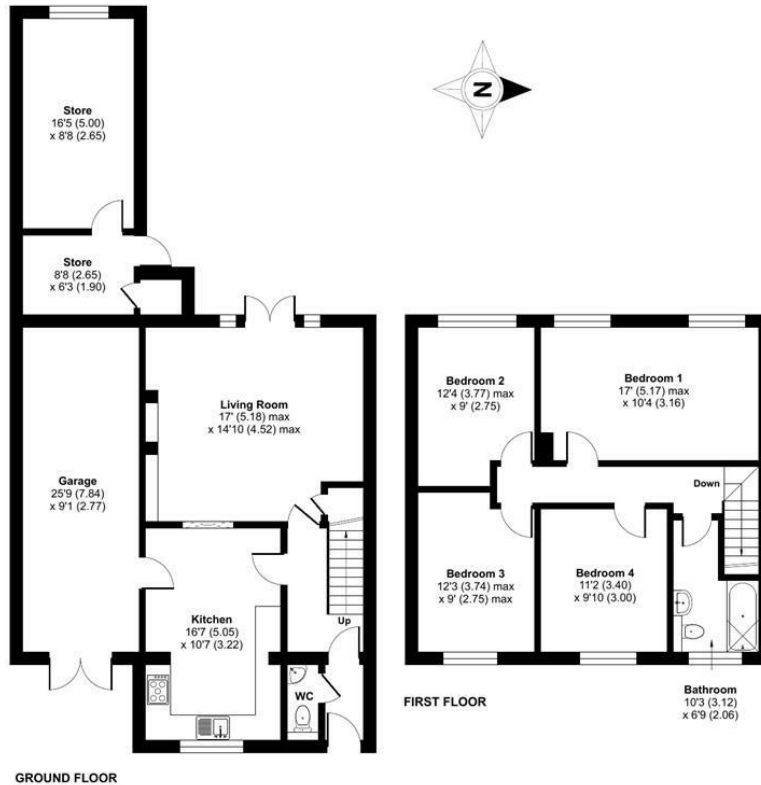 Store
16'5 (5.00)
x 8'8 (2.65)
N
Store
8'8 (2.65)
x 6'3 (1.90)
Living Room
17' (5.18) max
x 14'10 (4.52) max
Garage
25'9 (7.84)
x 9'1 (2.77)
Kitchen
16'7 (5.05)
x 10'7 (3.22)
Up
WC
GROUND FLOOR
Bedroom 2
12'4 (3.77) max
x 9' (2.75)
Bedroom 1
17' (5.17) max
x 10'4 (3.16)
Down
Bedroom 3
12'3 (3.74) max
x 9' (2.75) max
Bedroom 4
11'2 (3.40)
x 9'10 (3.00)
FIRST FLOOR
Bathroom
10'3 (3.12)
x 6'9 (2.06)